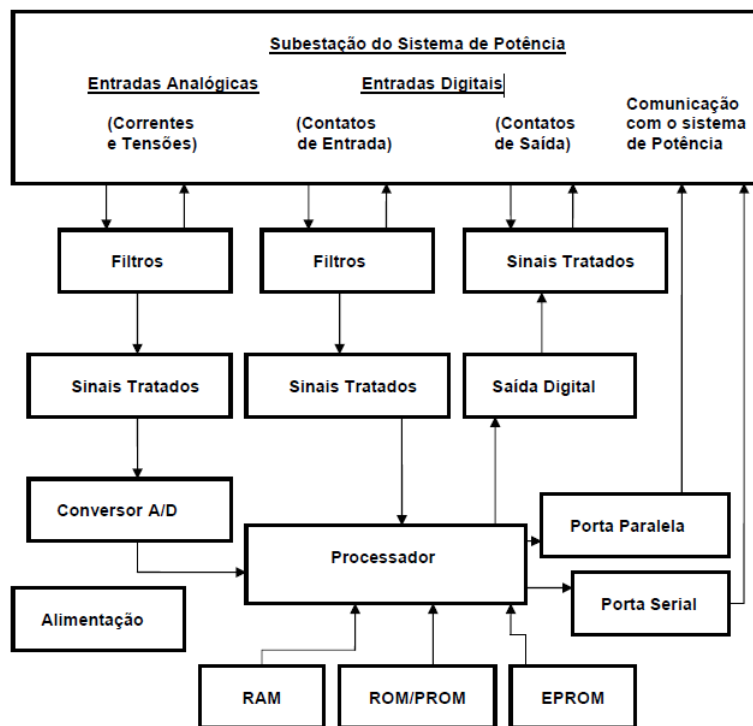 Subestação do Sistema de Potência
Entradas Analógicas
Entradas Digitais
(Correntes
e Tensões)
(Contatos
de Entrada)
(Contatos
de Saída)
Comunicação
com o sistema
de Potência
Filtros
Filtros
Sinais Tratados
Sinais Tratados
Sinais Tratados
Saída Digital
Conversor A/D
Processador
Porta Paralela
Porta Serial
Alimentação
RAM
ROM/PROM
EPROM